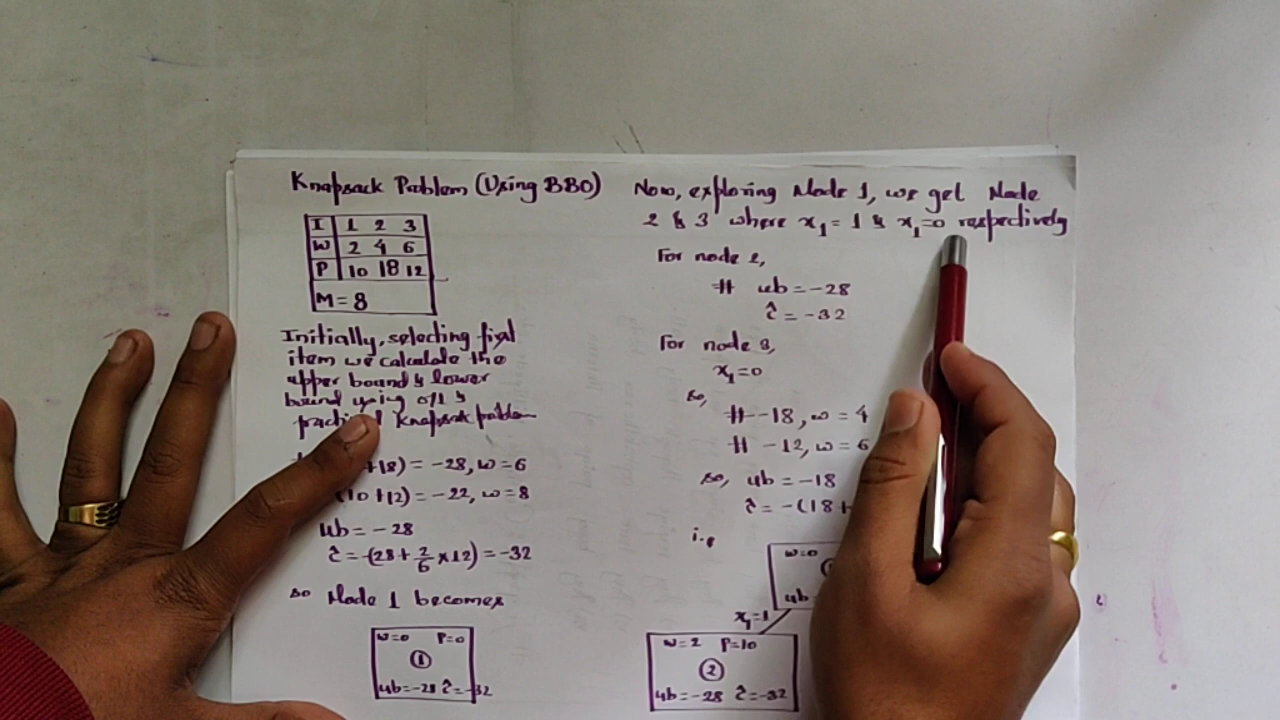 Knapsack Problem (Using BBO)
I 1 2 3
W 2 4 6
P 10 18 12
M = 8
Initially, selecting first
item we calculate the
upper bound & lower
bound using 0/1 &
Knapsack problem
+18) = -28, w=6
(10+12) = -22, w=8
ub = -28
ĉ = -(28+ 2/6 ×12) = -32
so Node 1 becomes
w=0 P=0
①
ub=-28 ĉ=-32
Now, exploring Node 1, we get Node
2 & 3 where x₁ = 1 & x₁=0 respectively
For node 2,
# ub = -28
ĉ = -32
For node 3,
x₁=0
so,
# -18, w = 4
# -12, w = 6
so, ub = -18
ĉ = -(18+
i.e
w=0
ub
x₁=1
w=2 P=10
②
ub=-28 ĉ=-32